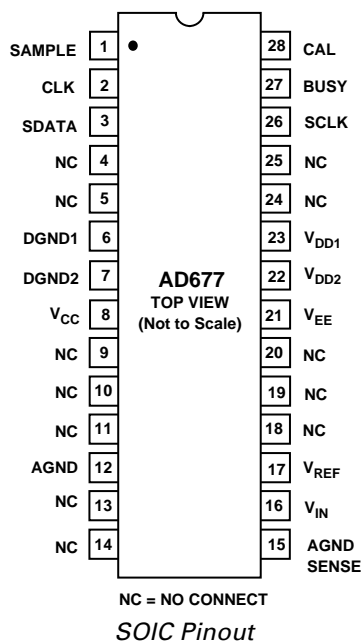 SAMPLE 1 28 CAL
CLK 2 27 BUSY
SDATA 3 26 SCLK
NC 4 25 NC
NC 5 24 NC
DGND1 6 23 VDD1
DGND2 7 22 VDD2
VCC 8 21 VEE
NC 9 20 NC
NC 10 19 NC
NC 11 18 NC
AGND 12 17 VREF
NC 13 16 VIN
NC 14 15 AGND SENSE
AD677
TOP VIEW
(Not to Scale)
NC = NO CONNECT
SOIC Pinout